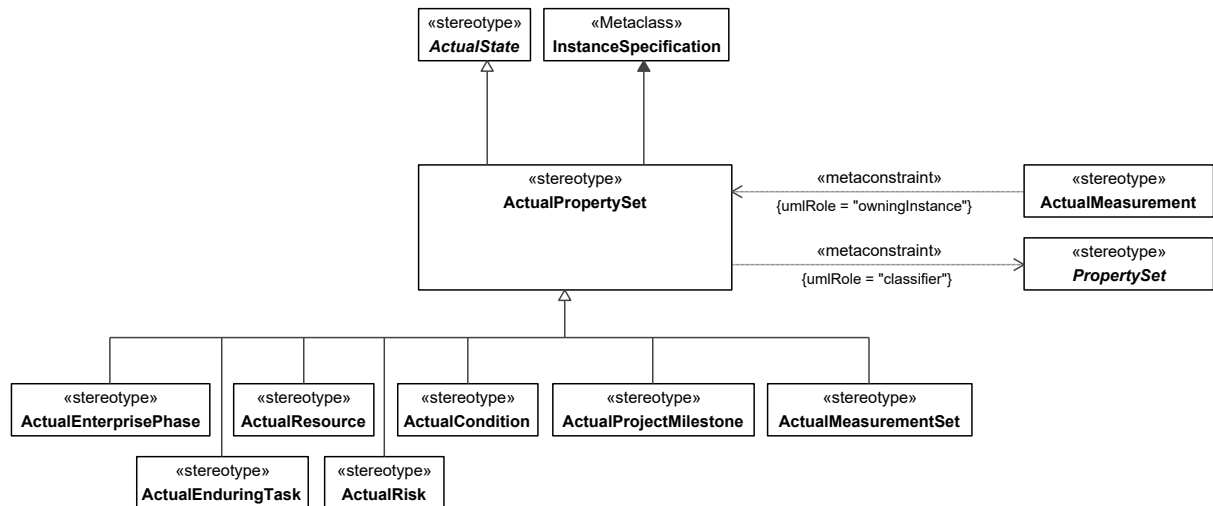 «stereotype»
ActualState
«Metaclass»
InstanceSpecification
«stereotype»
ActualPropertySet
«metaconstraint»
{umlRole = "owningInstance"}
«stereotype»
ActualMeasurement
«metaconstraint»
{umlRole = "classifier"}
«stereotype»
PropertySet
«stereotype»
ActualEnterprisePhase
«stereotype»
ActualResource
«stereotype»
ActualCondition
«stereotype»
ActualProjectMilestone
«stereotype»
ActualMeasurementSet
«stereotype»
ActualEnduringTask
«stereotype»
ActualRisk